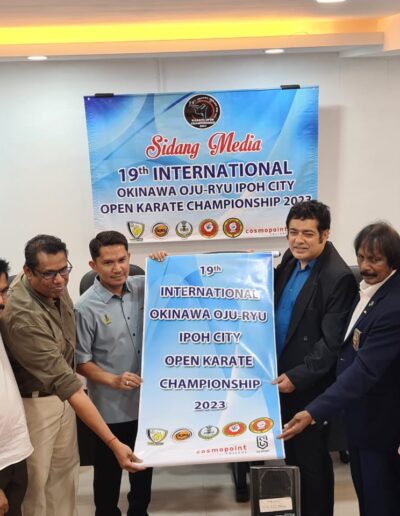 Sidang Media
19th INTERNATIONAL
OKINAWA OJU-RYU IPOH CITY
OPEN KARATE CHAMPIONSHIP 2023
cosmopoint
19th
INTERNATIONAL
OKINAWA OJU-RYU
IPOH CITY
OPEN KARATE
CHAMPIONSHIP
2023
cosmopoint
COLLEGE